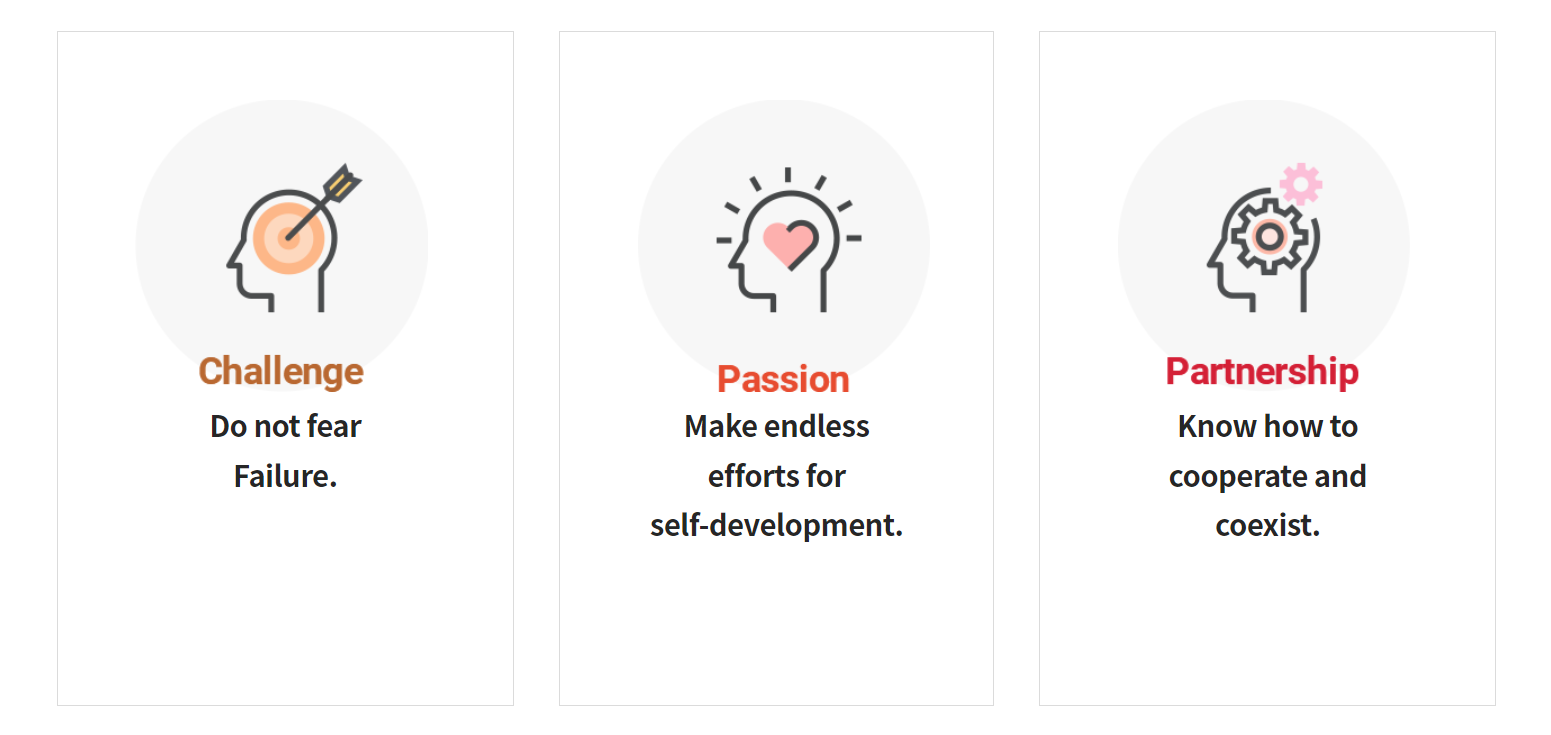 Challenge
Do not fear
Failure.
Passion
Make endless
efforts for
self-development.
Partnership
Know how to
cooperate and
coexist.